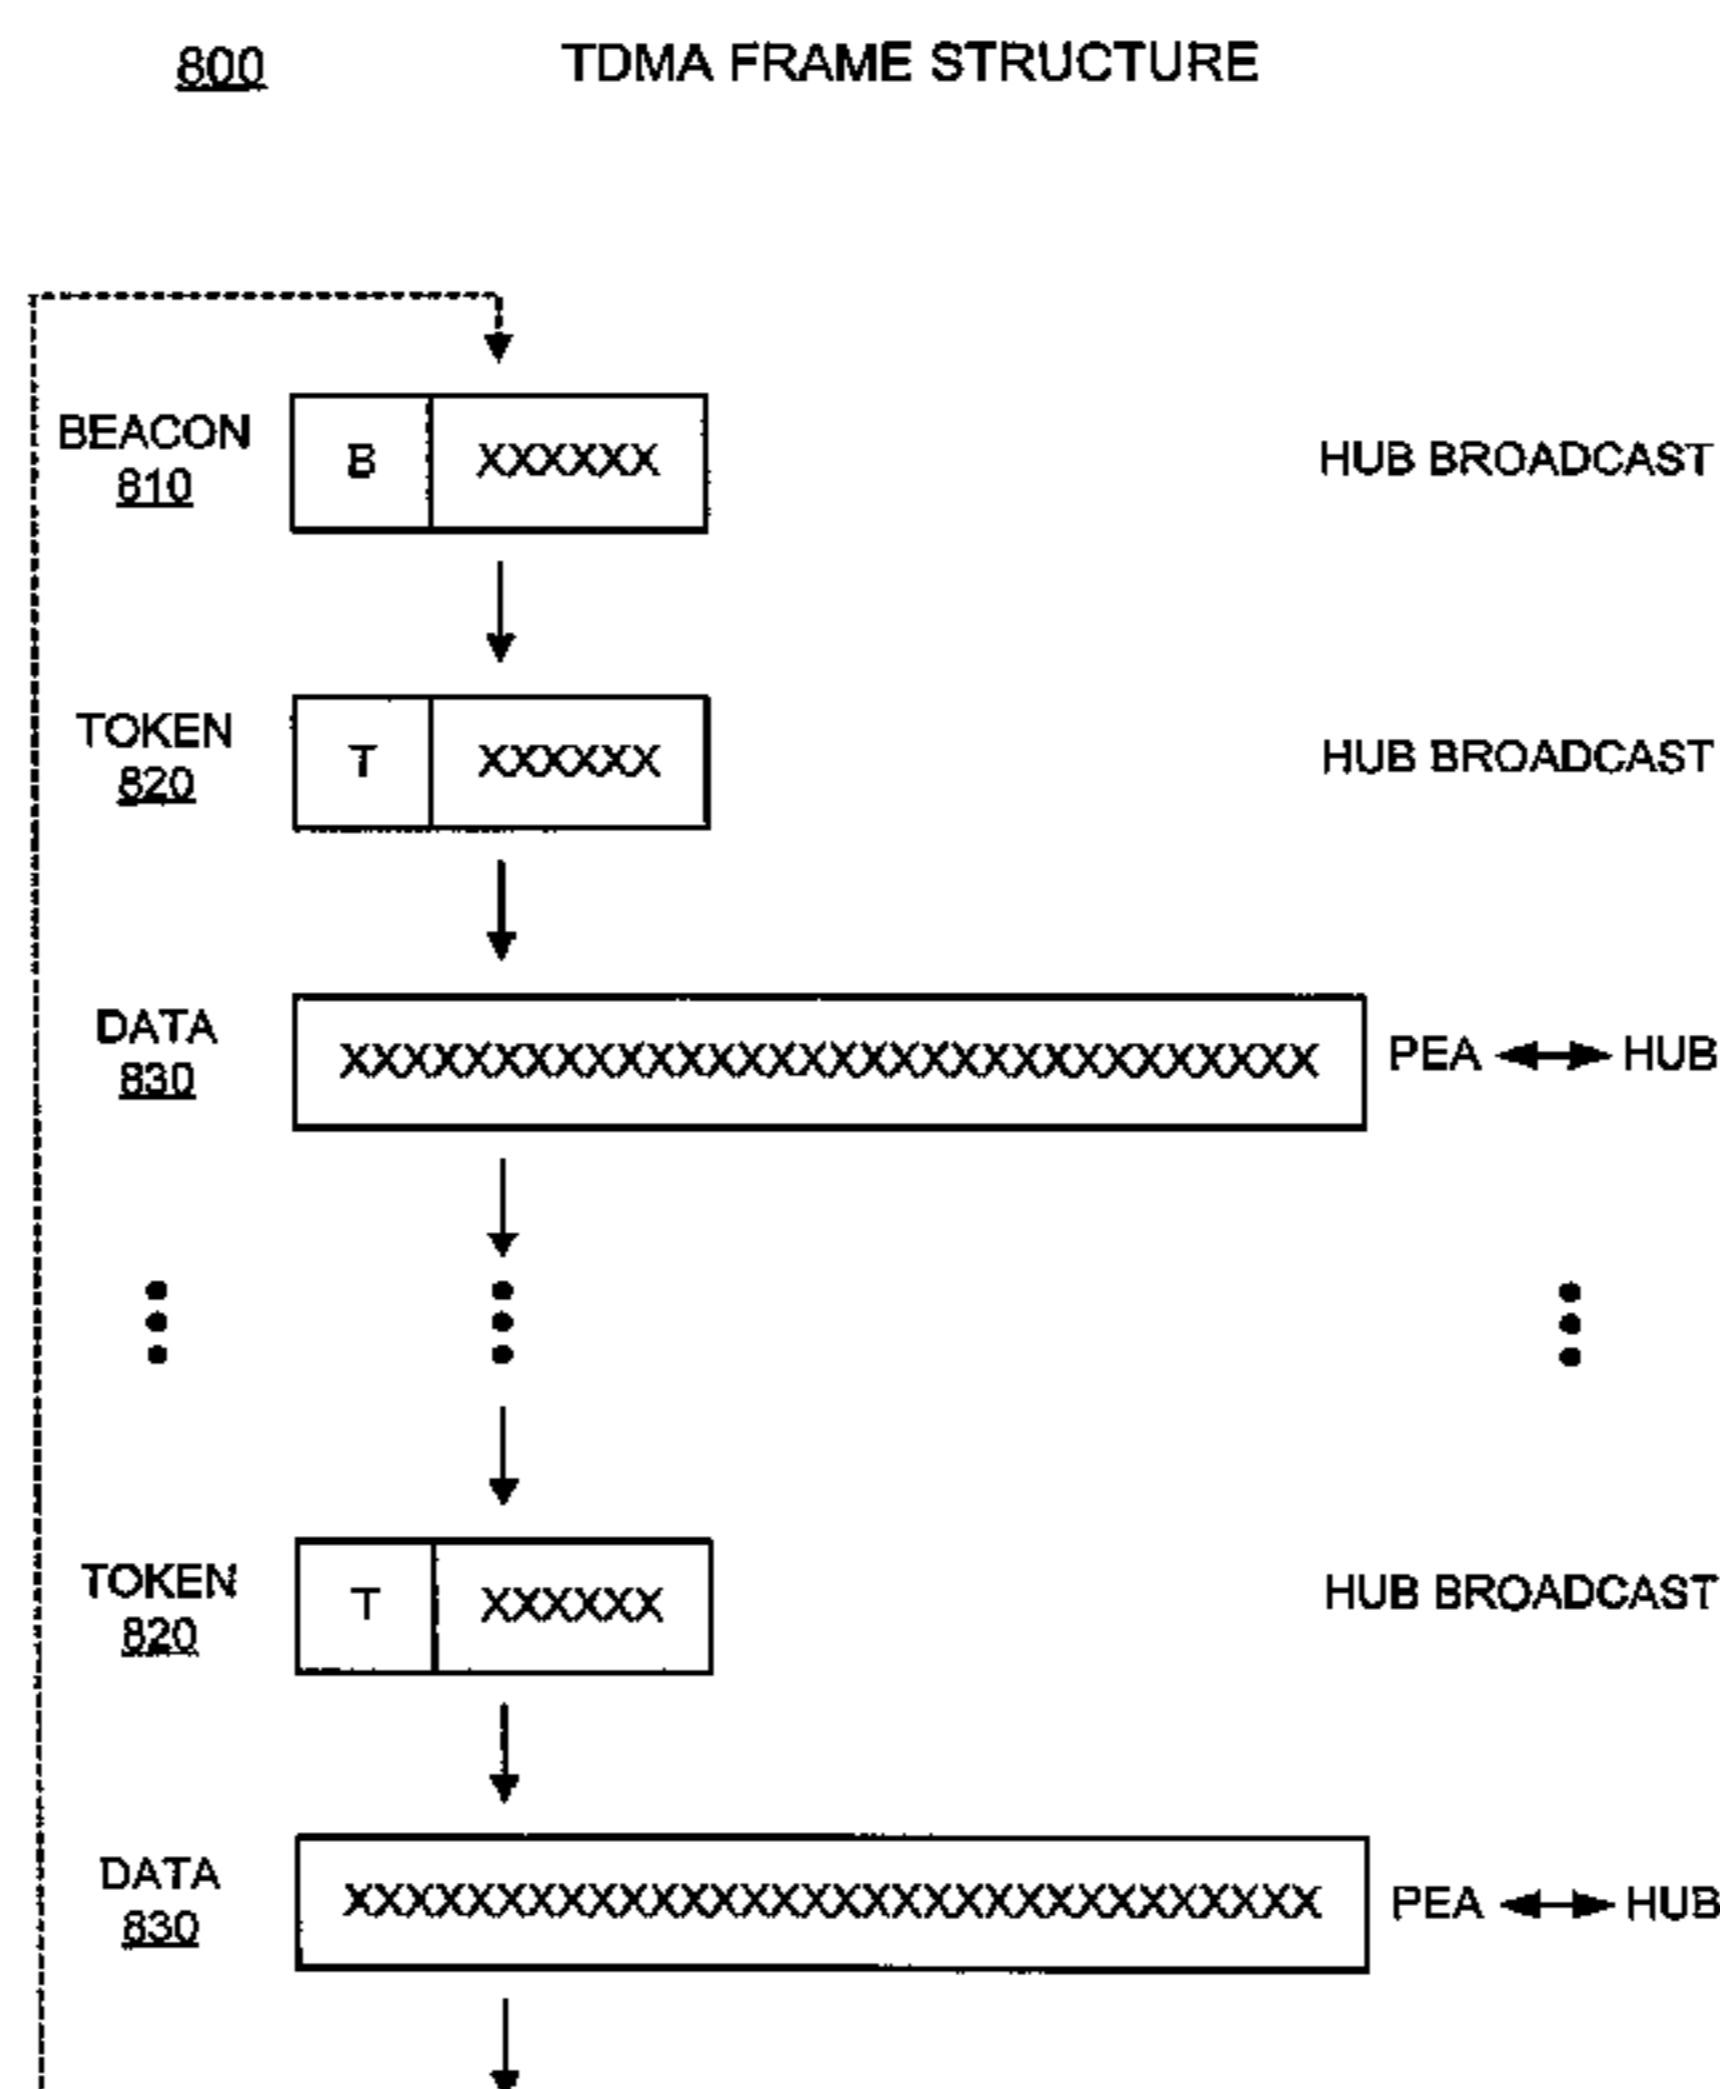 800 TDMA FRAME STRUCTURE
BEACON
810
B XXXXXX
HUB BROADCAST
TOKEN
820
T XXXXXX
HUB BROADCAST
DATA
830
XXXXXXXXXXXXXXXXXXXXXXXXXXXXXXXX
PEA HUB
TOKEN
820
T XXXXXX
HUB BROADCAST
DATA
830
XXXXXXXXXXXXXXXXXXXXXXXXXXXXXXXX
PEA HUB